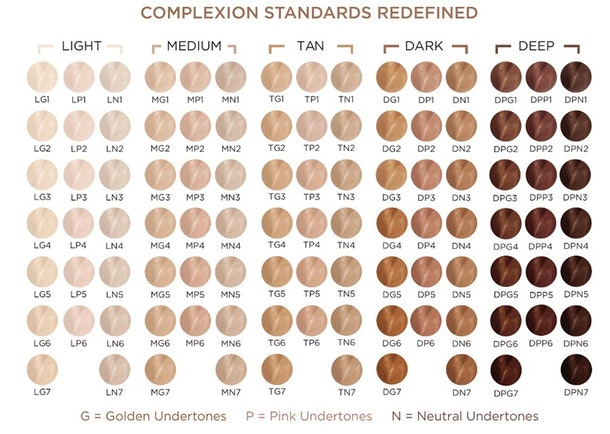 COMPLEXION STANDARDS REDEFINED
LIGHT MEDIUM TAN DARK DEEP
LG1 LP1 LN1 MG1 MP1 MN1 TG1 TP1 TN1 DG1 DP1 DN1 DPG1 DPP1 DPN1
LG2 LP2 LN2 MG2 MP2 MN2 TG2 TP2 TN2 DG2 DP2 DN2 DPG2 DPP2 DPN2
LG3 LP3 LN3 MG3 MP3 MN3 TG3 TP3 TN3 DG3 DP3 DN3 DPG3 DPP3 DPN3
LG4 LP4 LN4 MG4 MP4 MN4 TG4 TP4 TN4 DG4 DP4 DN4 DPG4 DPP4 DPN4
LG5 LP5 LN5 MG5 MP5 MN5 TG5 TP5 TN5 DG5 DP5 DN5 DPG5 DPP5 DPN5
LG6 LP6 LN6 MG6 MP6 MN6 TG6 TP6 TN6 DG6 DP6 DN6 DPG6 DPP6 DPN6
LG7 LN7 MG7 MN7 TG7 TN7 DG7 DN7 DPG7 DPN7
G = Golden Undertones P = Pink Undertones N = Neutral Undertones